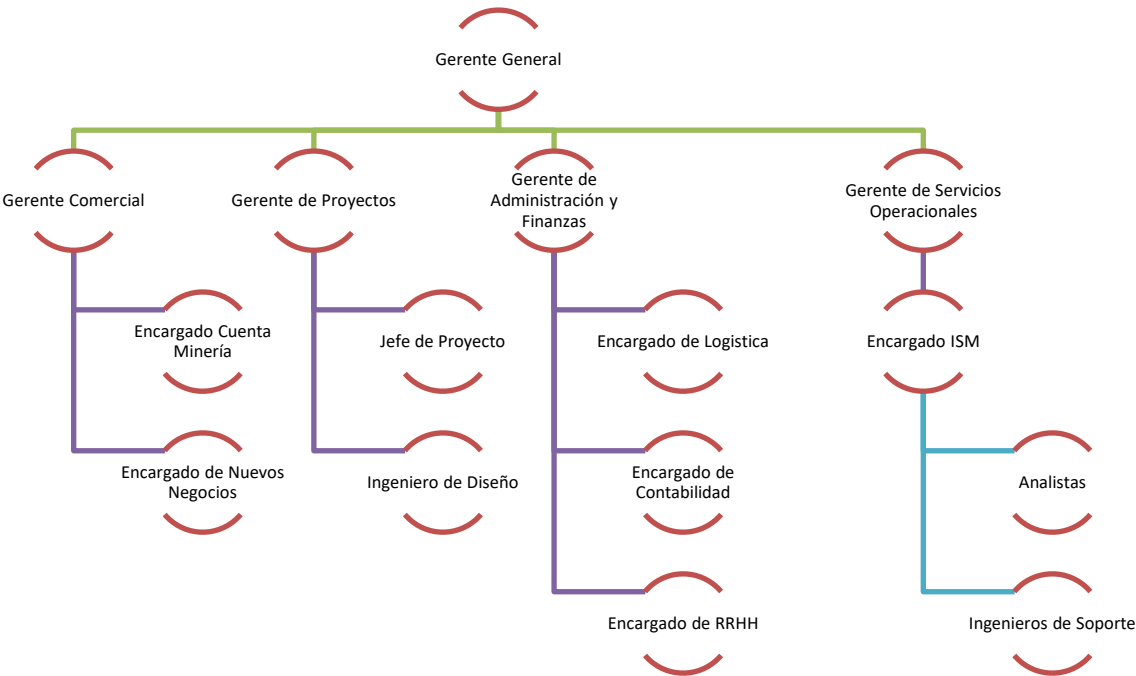 Gerente General
Gerente Comercial
Gerente de Proyectos
Gerente de
Administración y
Finanzas
Gerente de Servicios
Operacionales
Encargado Cuenta
Minería
Jefe de Proyecto
Encargado de Logistica
Encargado ISM
Encargado de Nuevos
Negocios
Ingeniero de Diseño
Encargado de
Contabilidad
Analistas
Encargado de RRHH
Ingenieros de Soporte